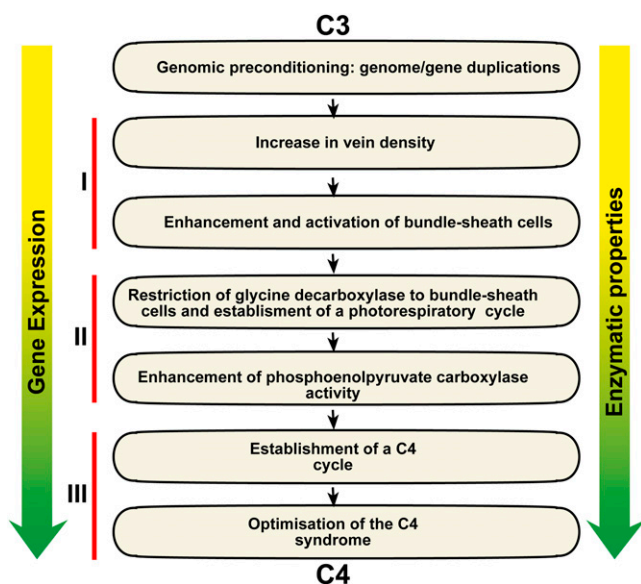 C3
Genomic preconditioning: genome/gene duplications
Increase in vein density
I
Enhancement and activation of bundle-sheath cells
Restriction of glycine decarboxylase to bundle-sheath
cells and establisment of a photorespiratory cycle
II
Enhancement of phosphoenolpyruvate carboxylase
activity
Establishment of a C4
cycle
III
Optimisation of the C4
syndrome
C4
Gene Expression
Enzymatic properties